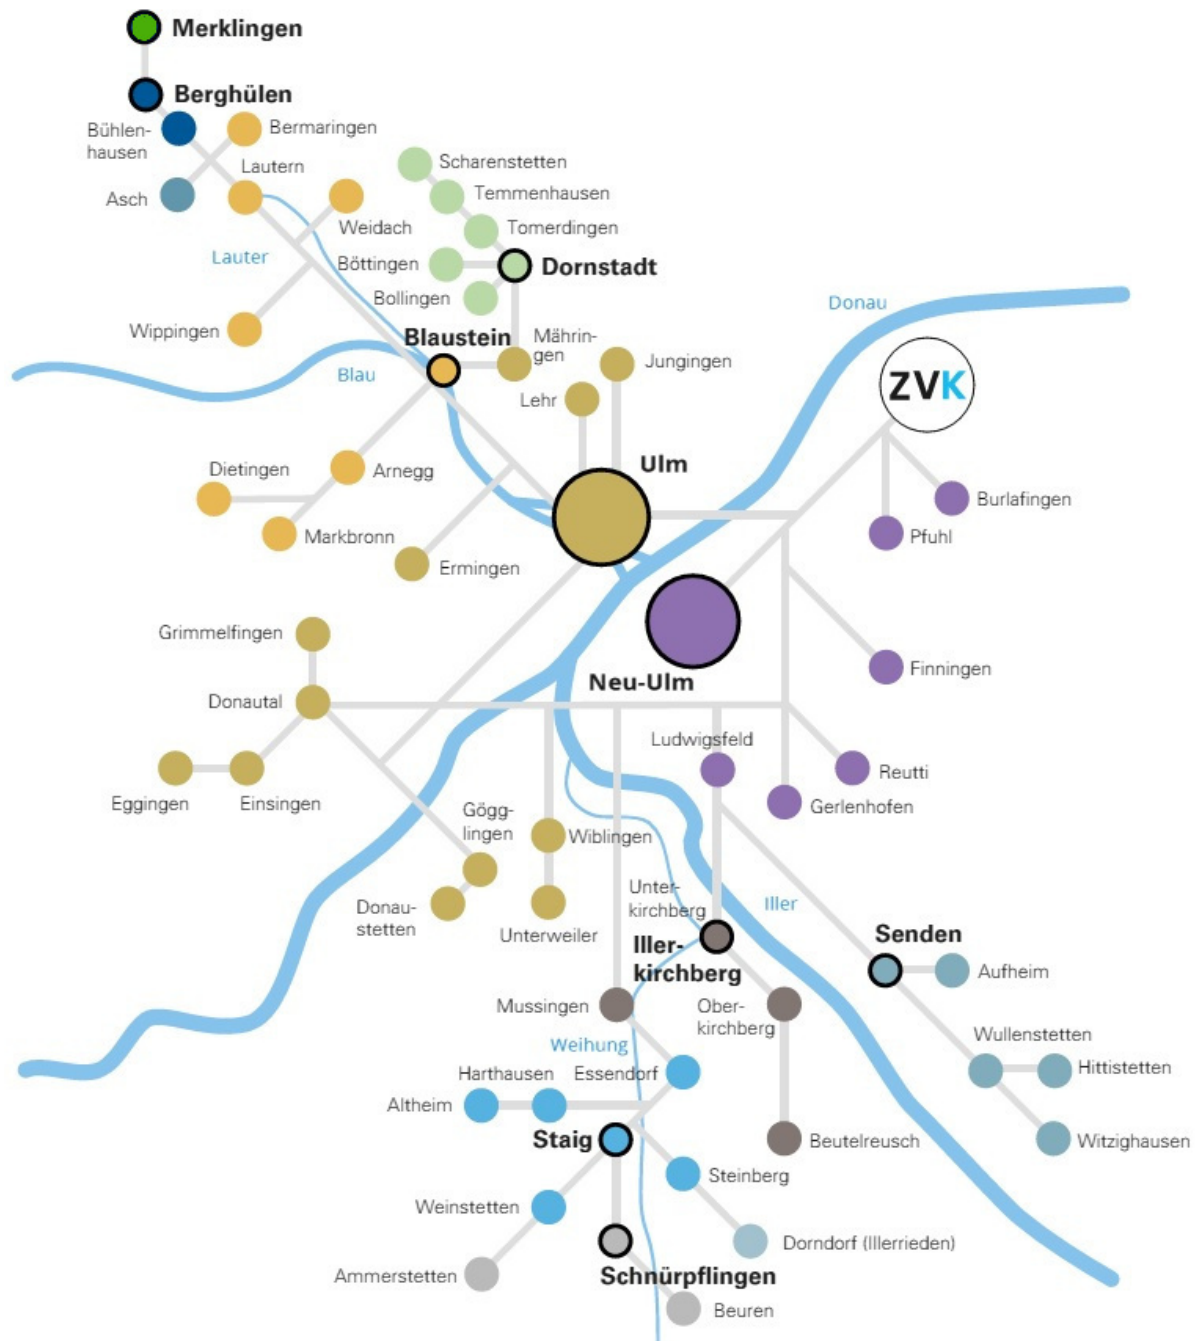 Merklingen
Berghülen
Bühlen-
hausen
Bermaringen
Lautern
Asch
Scharenstetten
Temmenhausen
Weidach
Tomerdingen
Lauter
Böttingen
Dornstadt
Bollingen
Donau
Wippingen
Blaustein
Mährin-
gen
Jungingen
Blau
ZVK
Lehr
Ulm
Dietingen
Arnegg
Burlafingen
Markbronn
Pfuhl
Ermingen
Grimmelfingen
Finningen
Neu-Ulm
Donautal
Ludwigsfeld
Reutti
Eggingen
Einsingen
Gerlenhofen
Gögg-
lingen
Wiblingen
Unter-
kirchberg
Iller
Donau-
stetten
Unterweiler
Iller-
kirchberg
Senden
Aufheim
Mussingen
Ober-
kirchberg
Wullenstetten
Weihung
Hittistetten
Harthausen
Essendorf
Altheim
Staig
Beutelreusch
Witzighausen
Steinberg
Weinstetten
Dorndorf (Illerrieden)
Ammerstetten
Schnürpflingen
Beuren